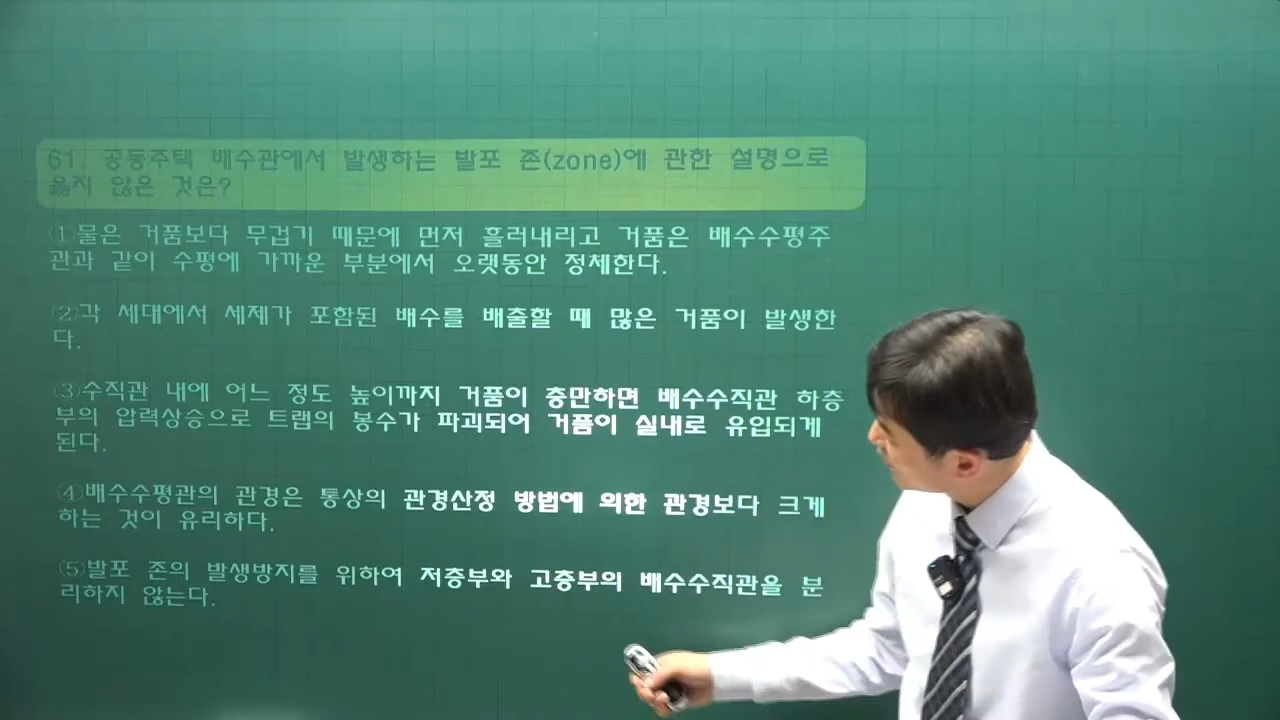 61. 공동주택 배수관에서 발생하는 발포 존(zone)에 관한 설명으로
옳지 않은 것은?
①물은 거품보다 무겁기 때문에 먼저 흘러내리고 거품은 배수수평주
관과 같이 수평에 가까운 부분에서 오랫동안 정체한다.
②각 세대에서 세제가 포함된 배수를 배출할 때 많은 거품이 발생한
다.
③수직관 내에 어느 정도 높이까지 거품이 충만하면 배수수직관 하층
부의 압력상승으로 트랩의 봉수가 파괴되어 거품이 실내로 유입되게
된다.
④배수수평관의 관경은 통상의 관경산정 방법에 의한 관경보다 크게
하는 것이 유리하다.
⑤발포 존의 발생방지를 위하여 저층부와 고층부의 배수수직관을 분
리하지 않는다.